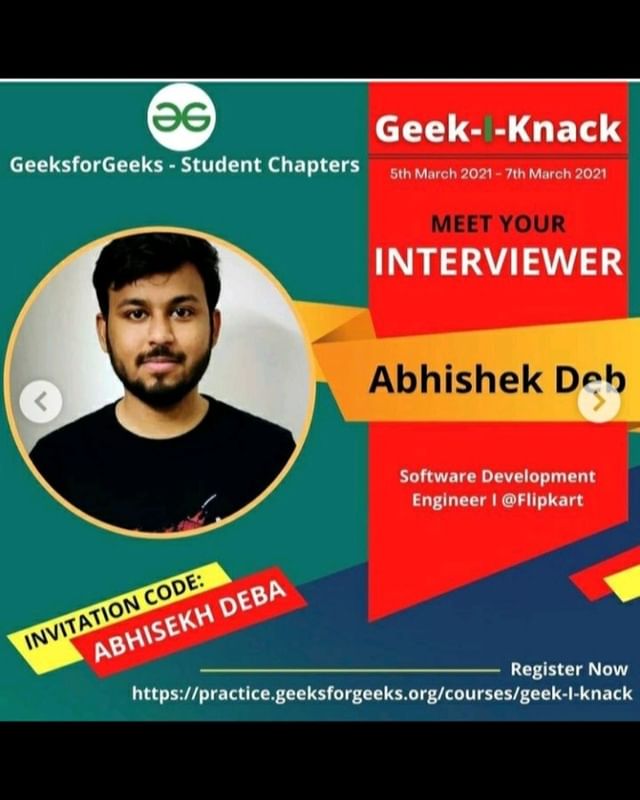 GeeksforGeeks - Student Chapters
Geek-I-Knack
5th March 2021 - 7th March 2021
MEET YOUR
INTERVIEWER
Abhishek Deb
Software Development
Engineer I @Flipkart
INVITATION CODE:
ABHISEKH DEBA
Register Now
https://practice.geeksforgeeks.org/courses/geek-I-knack